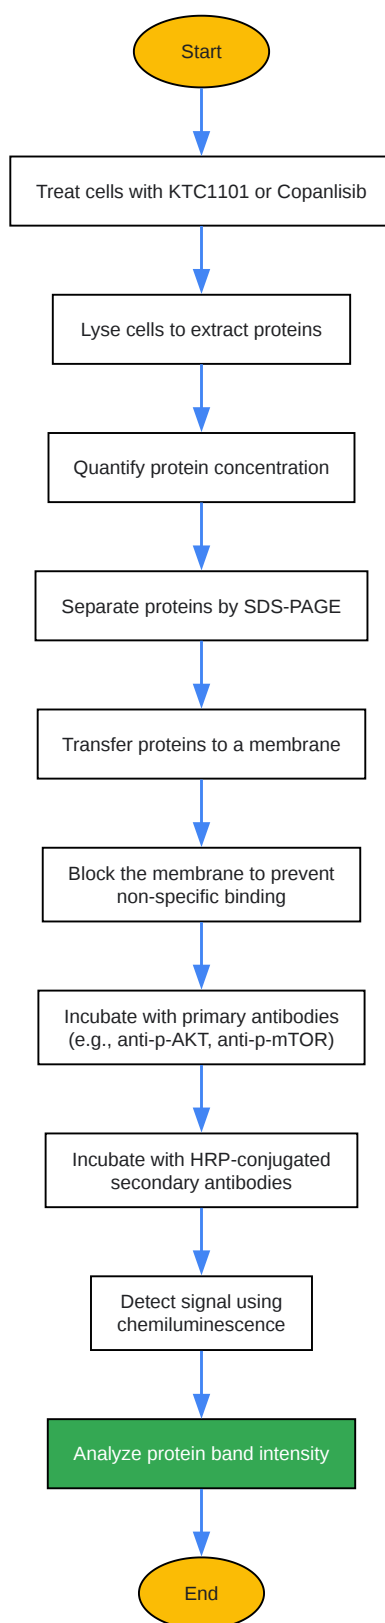 Start
Treat cells with KTC1101 or Copanlisib
Lyse cells to extract proteins
Quantify protein concentration
Separate proteins by SDS-PAGE
Transfer proteins to a membrane
Block the membrane to prevent
non-specific binding
Incubate with primary antibodies
(e.g., anti-p-AKT, anti-p-mTOR)
Incubate with HRP-conjugated
secondary antibodies
Detect signal using
chemiluminescence
Analyze protein band intensity
End